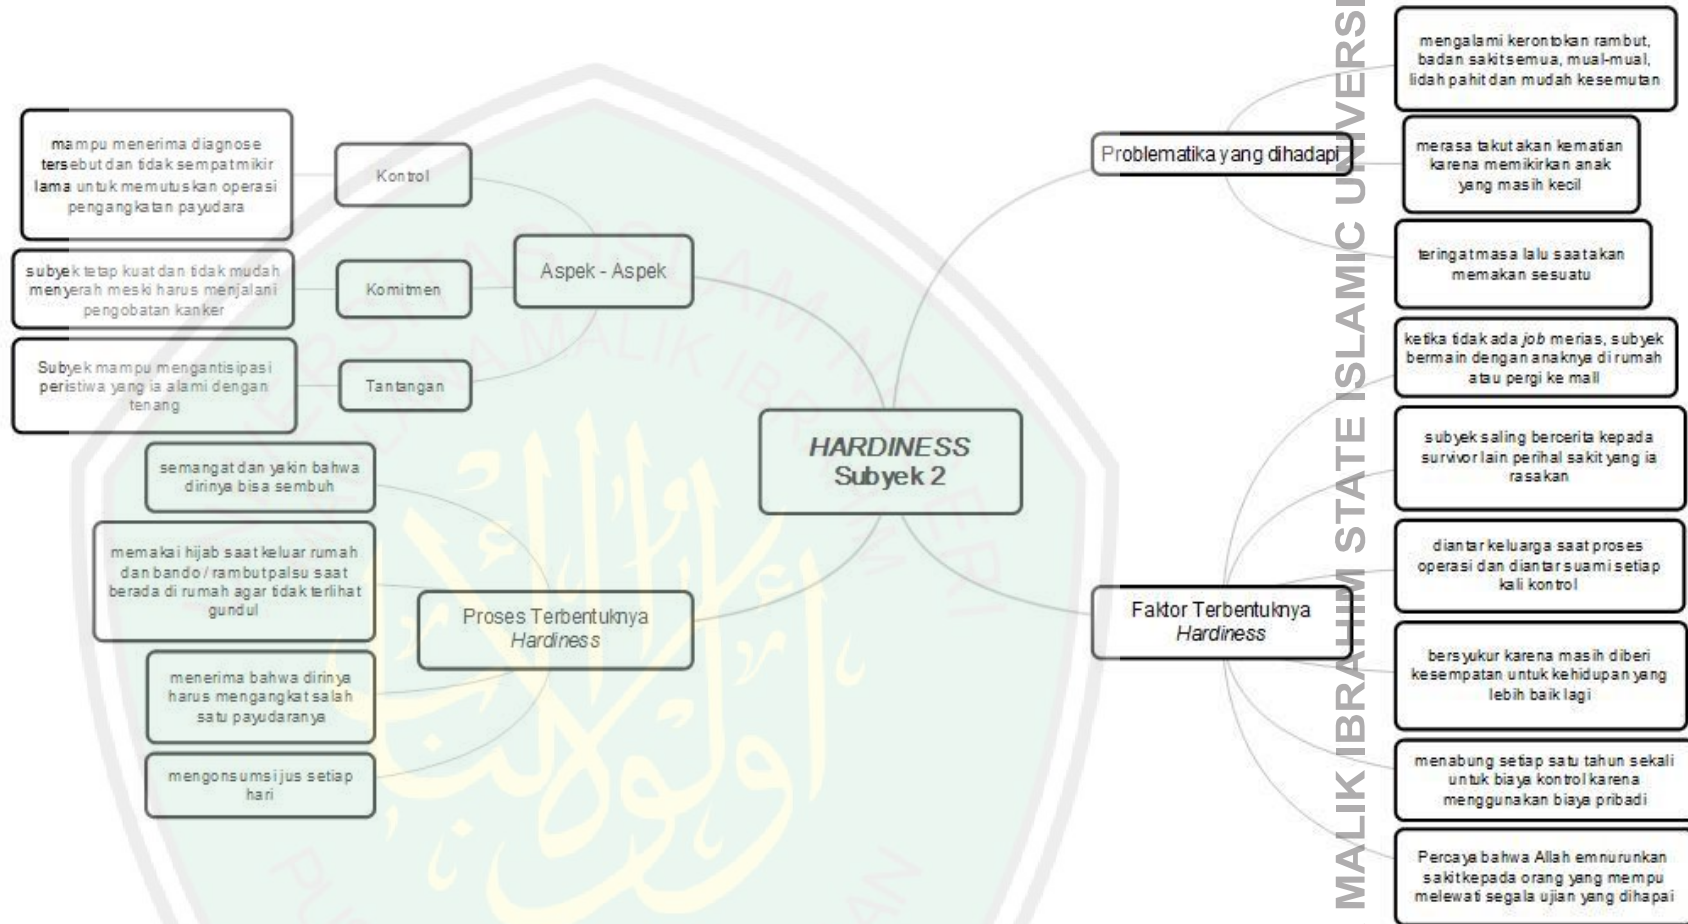 HARDINESS
Subyek 2
Aspek - Aspek
Kontrol
mampu menerima diagnose
tersebut dan tidak sempat mikir
lama untuk memutuskan operasi
pengangkatan payudara
Komitmen
subyek tetap kuat dan tidak mudah
menyerah meski harus menjalani
pengobatan kanker
Tantangan
Subyek mampu mengantisipasi
peristiwa yang ia alami dengan
tenang
Proses Terbentuknya
Hardiness
semangat dan yakin bahwa
dirinya bisa sembuh
memakai hijab saat keluar rumah
dan bando / rambut palsu saat
berada di rumah agar tidak terlihat
gundul
menerima bahwa dirinya
harus mengangkat salah
satu payudaranya
mengonsumsi jus setiap
hari
Problematika yang dihadapi
mengalami kerontokan rambut,
badan sakit semua, mual-mual,
lidah pahit dan mudah kesemutan
merasa takut akan kematian
karena memikirkan anak
yang masih kecil
teringat masa lalu saat akan
memakan sesuatu
Faktor Terbentuknya
Hardiness
ketika tidak ada job merias, subyek
bermain dengan anaknya di rumah
atau pergi ke mall
subyek saling bercerita kepada
survivor lain perihal sakit yang ia
rasakan
diantar keluarga saat proses
operasi dan diantar suami setiap
kali kontrol
bersyukur karena masih diberi
kesempatan untuk kehidupan yang
lebih baik lagi
menabung setiap satu tahun sekali
untuk biaya kontrol karena
menggunakan biaya pribadi
Percaya bahwa Allah emnurunkan
sakit kepada orang yang mempu
melewati segala ujian yang dihapai
MALIK IBRAHIM STATE ISLAMIC UNIVERSI